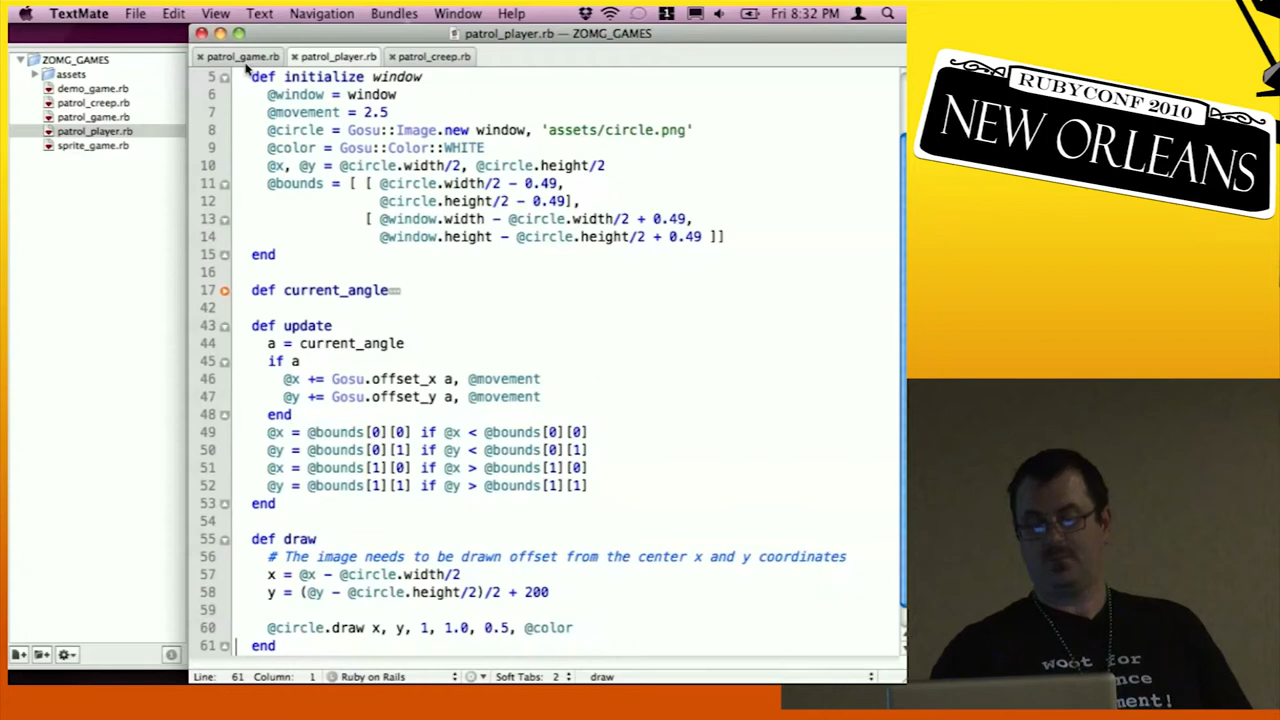 TextMate File Edit View Text Navigation Bundles Window Help Fri 8:32 PM
patrol_player.rb — ZOMG_GAMES
patrol_game.rb patrol_player.rb patrol_creep.rb
ZOMG_GAMES
assets
demo_game.rb
patrol_creep.rb
patrol_game.rb
patrol_player.rb
sprite_game.rb
5 def initialize window
6 @window = window
7 @movement = 2.5
8 @circle = Gosu::Image.new window, 'assets/circle.png'
9 @color = Gosu::Color::WHITE
10 @x, @y = @circle.width/2, @circle.height/2
11 @bounds = [ [ @circle.width/2 - 0.49,
12 @circle.height/2 - 0.49],
13 [ @window.width - @circle.width/2 + 0.49,
14 @window.height - @circle.height/2 + 0.49 ]]
15 end
16
17 def current_angle
42
43 def update
44 a = current_angle
45 if a
46 @x += Gosu.offset_x a, @movement
47 @y += Gosu.offset_y a, @movement
48 end
49 @x = @bounds[0][0] if @x < @bounds[0][0]
50 @y = @bounds[0][1] if @y < @bounds[0][1]
51 @x = @bounds[1][0] if @x > @bounds[1][0]
52 @y = @bounds[1][1] if @y > @bounds[1][1]
53 end
54
55 def draw
56 # The image needs to be drawn offset from the center x and y coordinates
57 x = @x - @circle.width/2
58 y = (@y - @circle.height/2)/2 + 200
59
60 @circle.draw x, y, 1, 1.0, 0.5, @color
61 end
Line: 61 Column: 1 Ruby on Rails Soft Tabs: 2 draw
RUBYCONF 2010
NEW ORLEANS
woot for
ment!